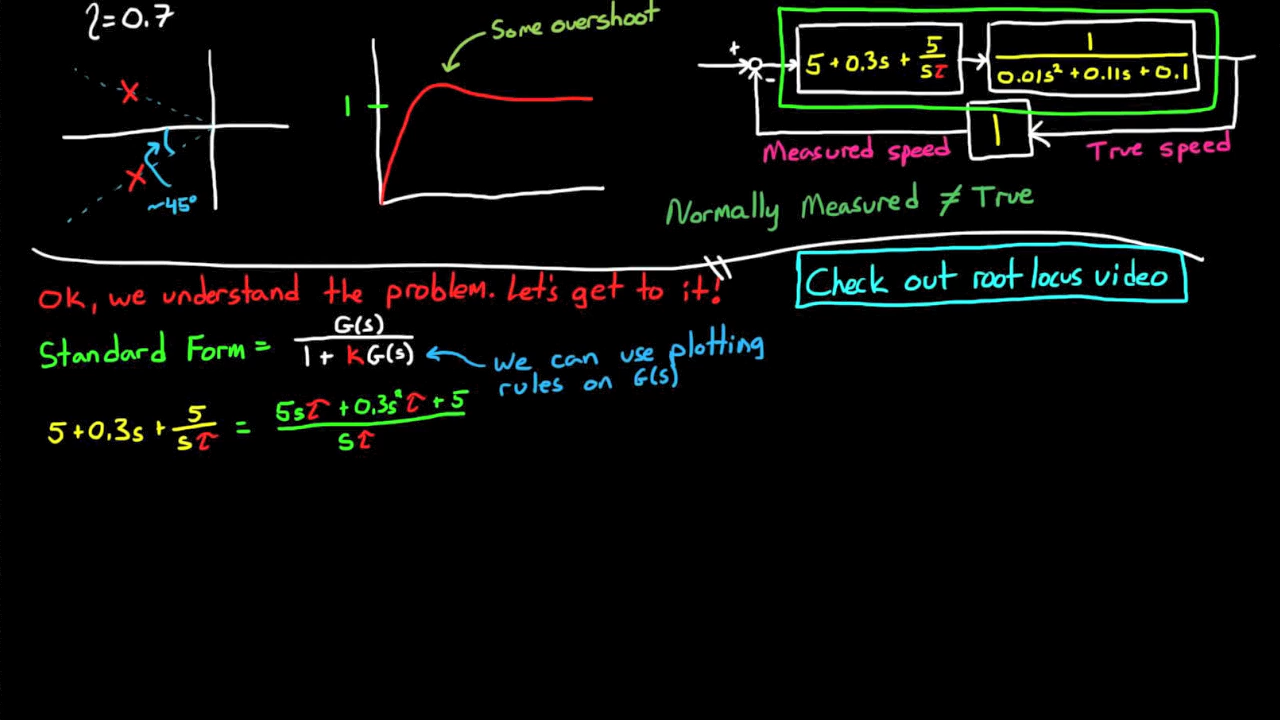 ζ=0.7
Some overshoot
1
~45°
+
-
5 + 0.3s + 5/sτ
1/0.01s² + 0.11s + 0.1
1
Measured speed
True speed
Normally Measured ≠ True
Ok, we understand the problem. Let's get to it!
Check out root locus video
Standard Form = G(s)/1 + kG(s)
we can use plotting
rules on G(s)
5+0.3s + 5/sτ = 5sτ + 0.3s²τ + 5/sτ